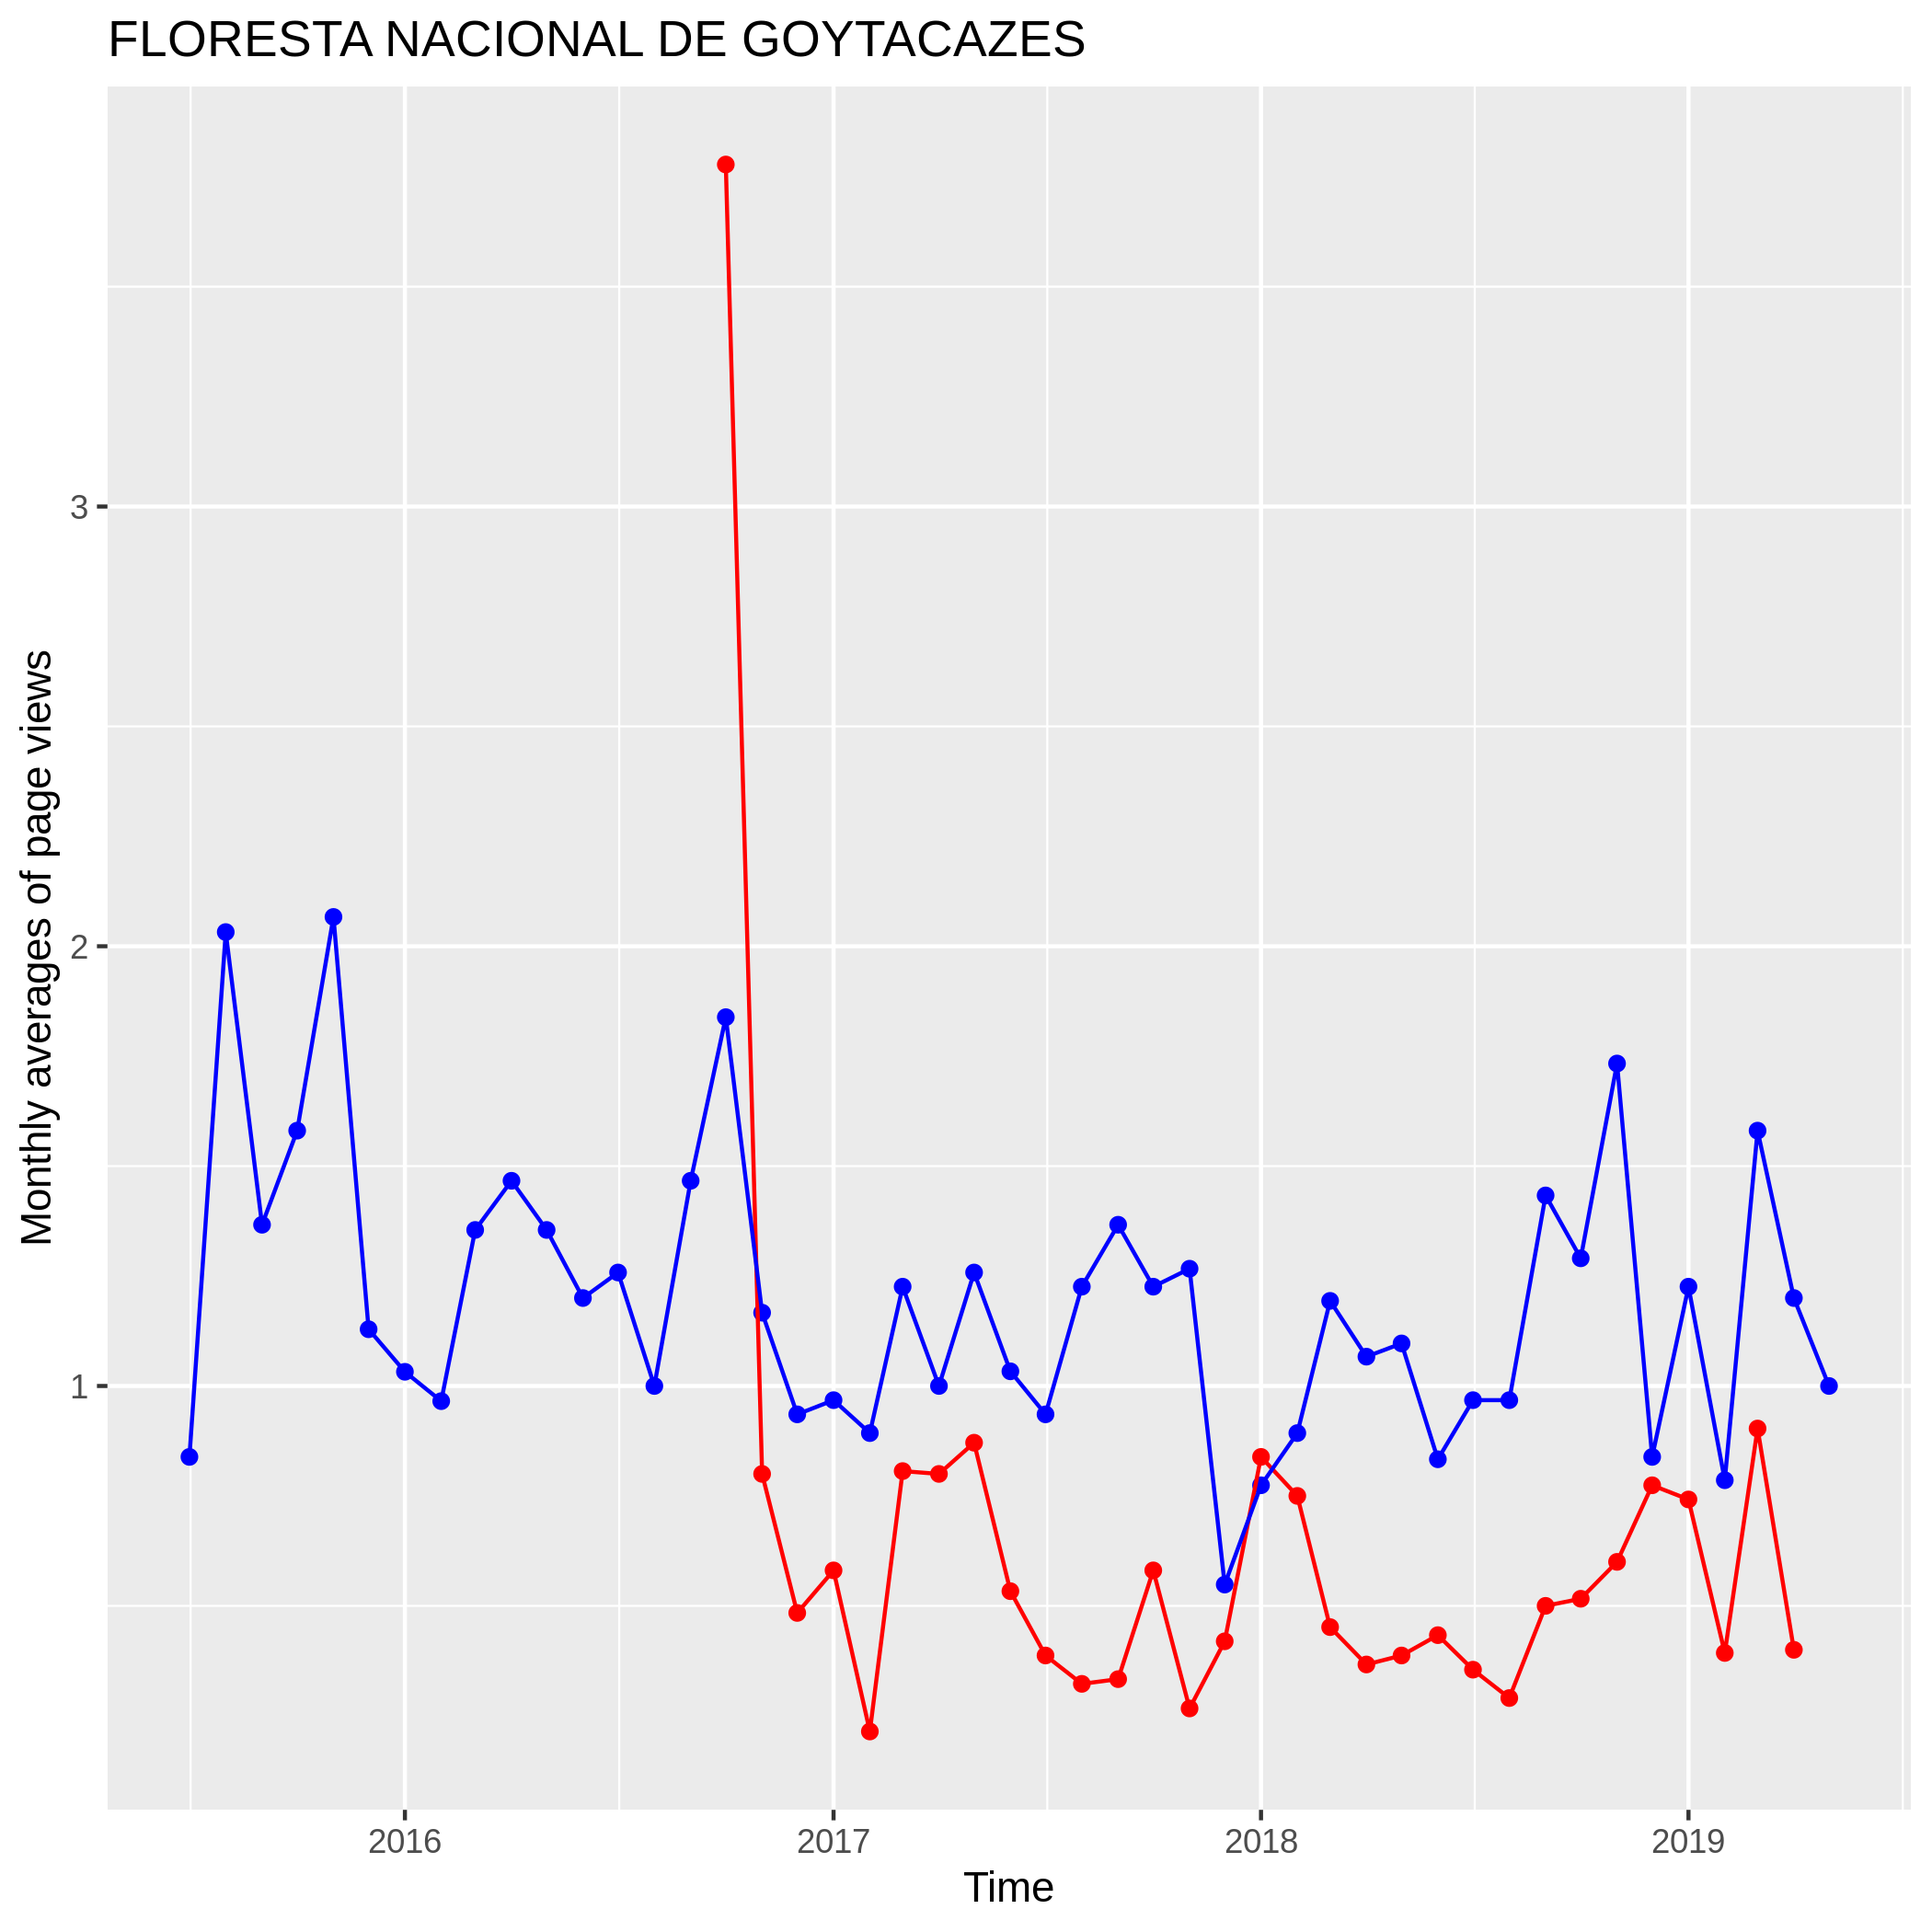 FLORESTA NACIONAL DE GOYTACAZES
Monthly averages of page views
3
2
1
2016
2017
2018
2019
Time